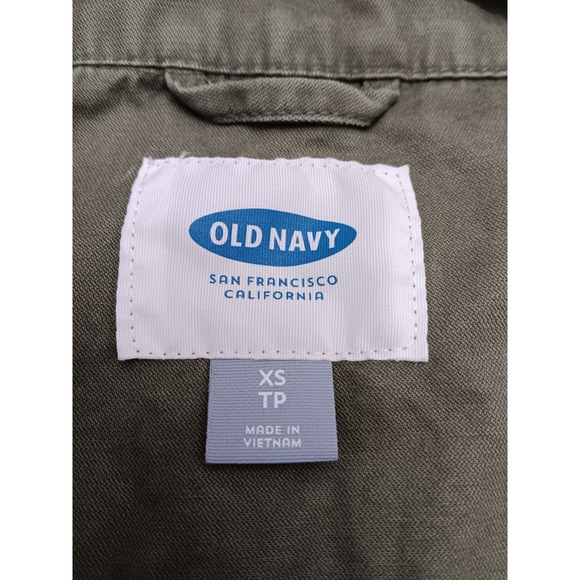 OLD NAVY
SAN FRANCISCO
CALIFORNIA
XS
TP
MADE IN
VIETNAM